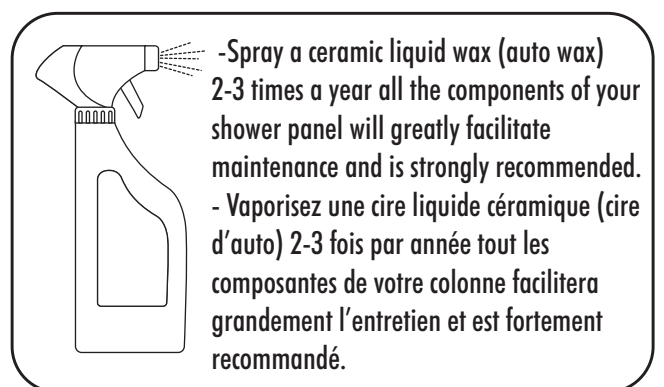 -Spray a ceramic liquid wax (auto wax)
2-3 times a year all the components of your
shower panel will greatly facilitate
maintenance and is strongly recommended.
- Vaporisez une cire liquide céramique (cire
d'auto) 2-3 fois par année tout les
composantes de votre colonne facilitera
grandement l'entretien et est fortement
recommandé.